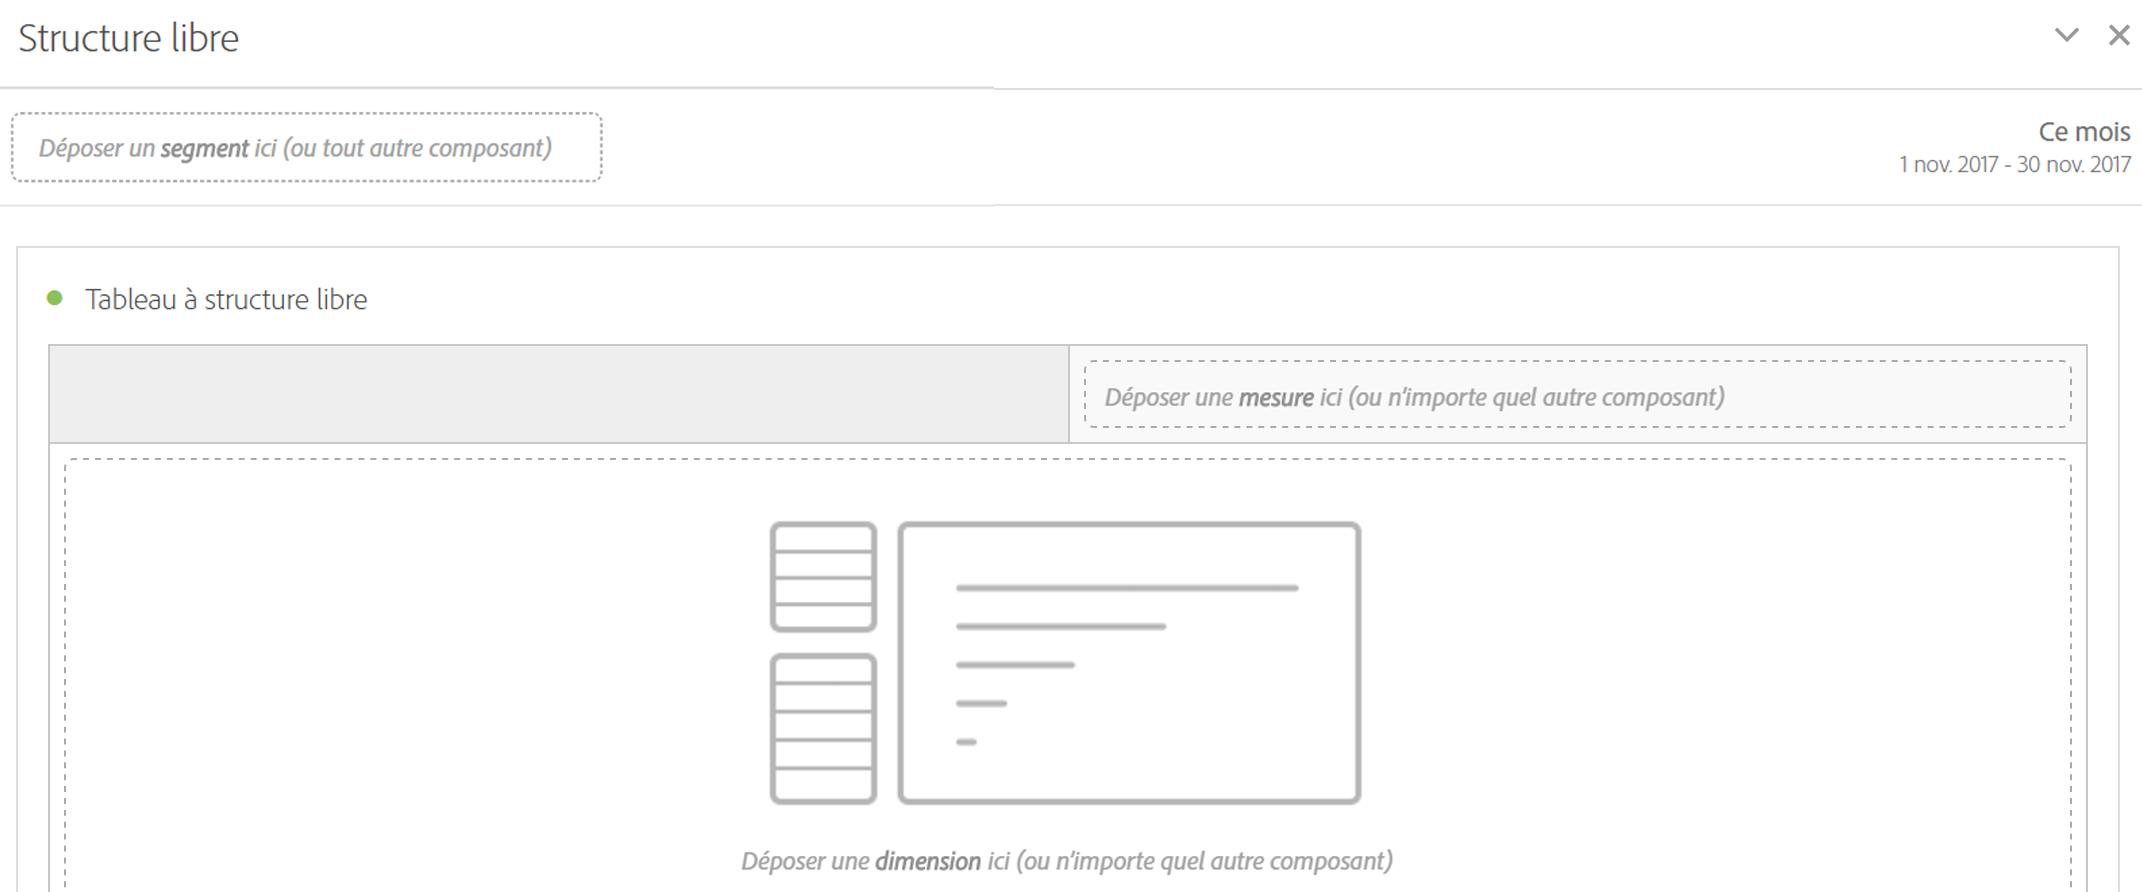 Structure libre
Déposer un segment ici (ou tout autre composant)
Ce mois
1 nov. 2017 - 30 nov. 2017
Tableau à structure libre
Déposer une mesure ici (ou n’importe quel autre composant)
Déposer une dimension ici (ou n’importe quel autre composant)